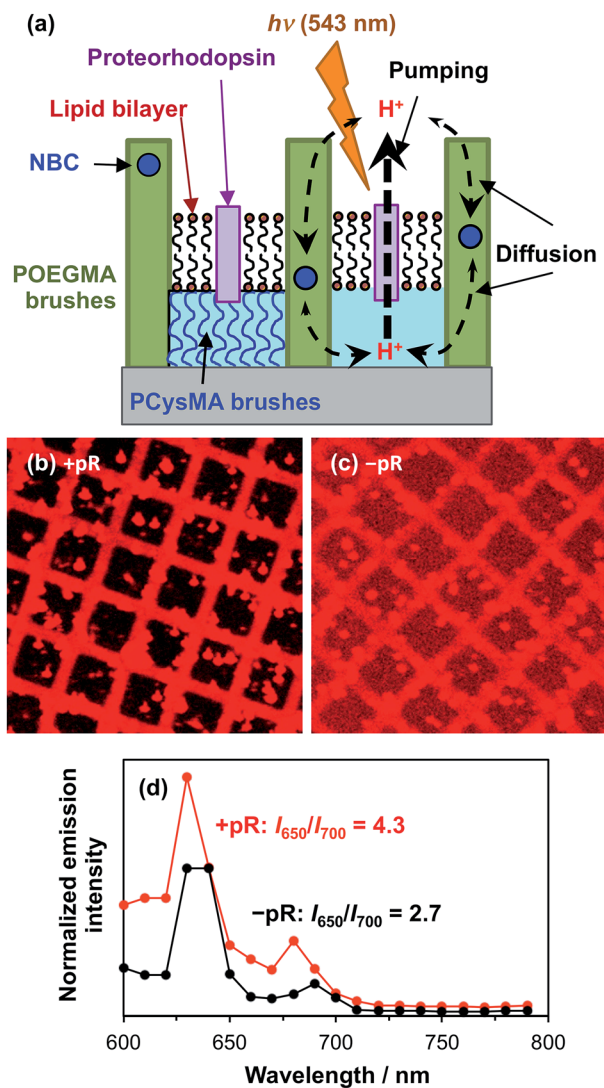 (a)
hν (543 nm)
Proteorhodopsin
Pumping
Lipid bilayer
H⁺
NBC
Diffusion
POEGMA
brushes
H⁺
PCysMA brushes
(b) +pR
(c) −pR
(d)
+pR: I₆₅₀/I₇₀₀ = 4.3
−pR: I₆₅₀/I₇₀₀ = 2.7
Normalized emission
intensity
600
650
700
750
800
Wavelength / nm